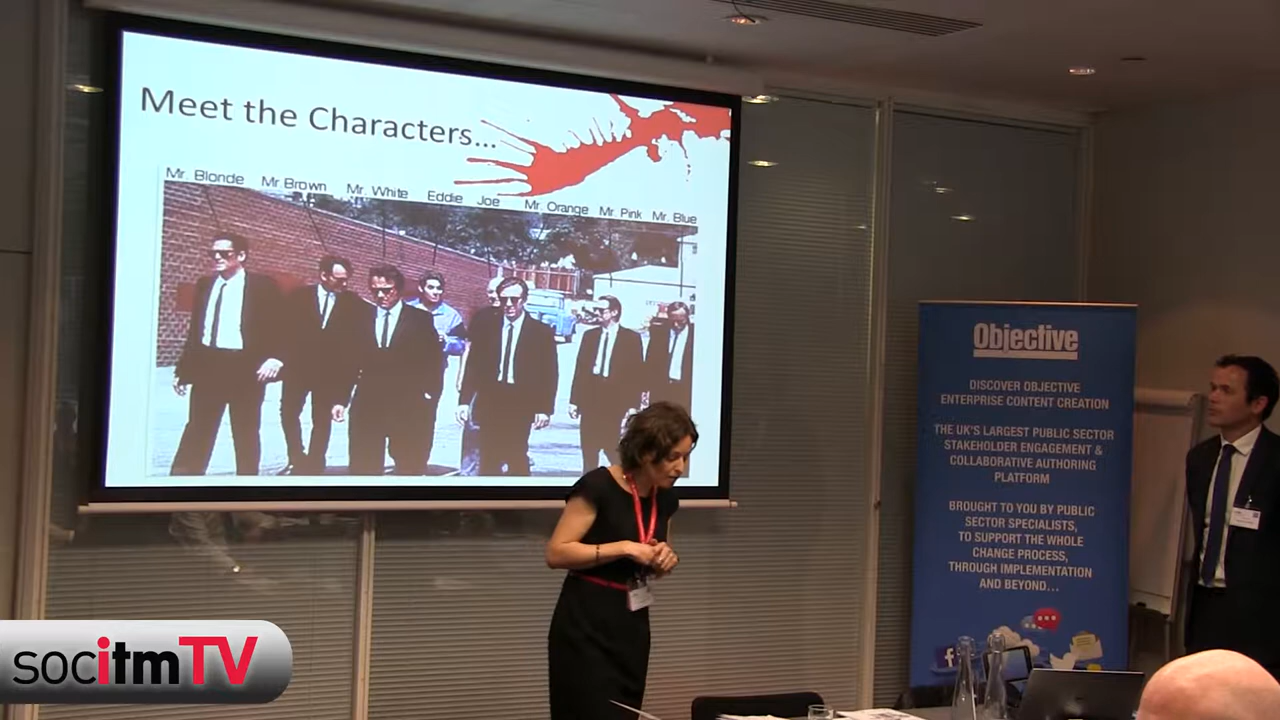 Meet the Characters...
Mr. Blonde Mr Brown Mr. White Eddie Joe Mr. Orange Mr. Pink Mr. Blue
Objective
DISCOVER OBJECTIVE
ENTERPRISE CONTENT CREATION
THE UK'S LARGEST PUBLIC SECTOR
STAKEHOLDER ENGAGEMENT &
COLLABORATIVE AUTHORING
PLATFORM
BROUGHT TO YOU BY PUBLIC
SECTOR SPECIALISTS,
TO SUPPORT THE WHOLE
CHANGE PROCESS,
THROUGH IMPLEMENTATION
AND BEYOND...
f
socitmTV